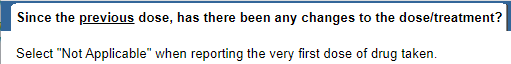 Since the previous dose, has there been any changes to the dose/treatment?
Select "Not Applicable" when reporting the very first dose of drug taken.